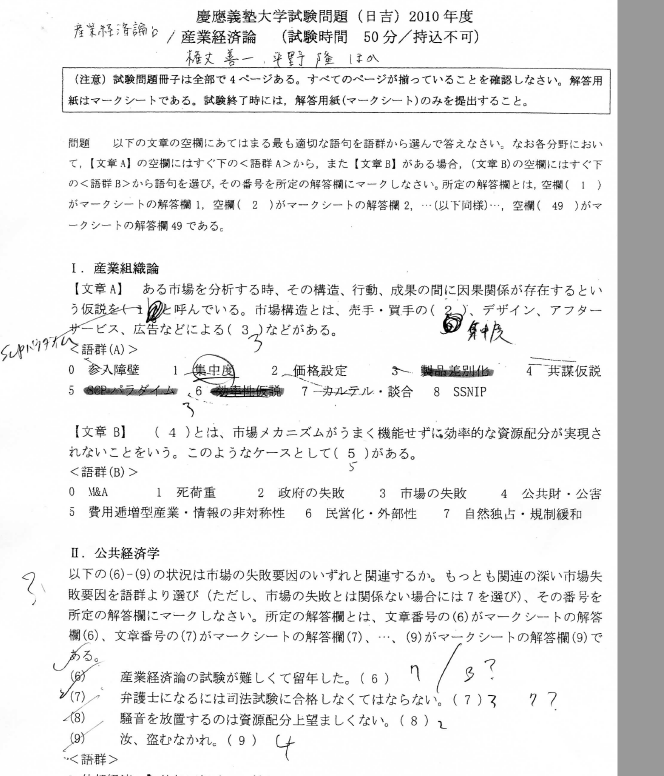 慶應義塾大学試験問題（日吉）2010 年度
産業経済論 / 産業経済論 （試験時間 50 分／持込不可）
権丈 善一、平野 隆 ほか
（注意）試験問題冊子は全部で 4 ページある。すべてのページが揃っていることを確認しなさい。解答用
紙はマークシートである。試験終了時には，解答用紙(マークシート)のみを提出すること。
問題 以下の文章の空欄にあてはまる最も適切な語句を語群から選んで答えなさい。なお各分野におい
て，【文章 A】の空欄にはすぐ下の＜語群 A＞から，また【文章 B】がある場合，(文章 B)の空欄にはすぐ下
の＜語群 B＞から語句を選び，その番号を所定の解答欄にマークしなさい。所定の解答欄とは，空欄( 1 )
がマークシートの解答欄 1，空欄( 2 )がマークシートの解答欄 2，…(以下同様)…，空欄( 49 )がマ
ークシートの解答欄 49 である。
Ⅰ．産業組織論
【文章 A】 ある市場を分析する時、その構造、行動、成果の間に因果関係が存在するとい
う仮説を( 1 )と呼んでいる。市場構造とは、売手・買手の( 2 )、デザイン、アフター
サービス、広告などによる( 3 )などがある。
集中度
3
SCPパラダイム
＜語群(A)＞
0 参入障壁 1 集中度 2 価格設定 3 製品差別化 4 共謀仮説
5 SCPパラダイム 6 効率性仮説 7 カルテル・談合 8 SSNIP
3
【文章 B】 ( 4 )とは、市場メカニズムがうまく機能せずに効率的な資源配分が実現さ
れないことをいう。このようなケースとして( 5 )がある。
5
＜語群(B)＞
0 M&A 1 死荷重 2 政府の失敗 3 市場の失敗 4 公共財・公害
5 費用逓増型産業・情報の非対称性 6 民営化・外部性 7 自然独占・規制緩和
Ⅱ．公共経済学
以下の(6)-(9)の状況は市場の失敗要因のいずれと関連するか。もっとも関連の深い市場失
?
敗要因を語群より選び（ただし、市場の失敗とは関係ない場合には 7 を選び）、その番号を
所定の解答欄にマークしなさい。所定の解答欄とは、文章番号の(6)がマークシートの解答
欄(6)、文章番号の(7)がマークシートの解答欄(7)、…、(9)がマークシートの解答欄(9)で
ある。
(6) 産業経済論の試験が難しくて留年した。( 6 ) 7 / 3 ?
(7) 弁護士になるには司法試験に合格しなくてはならない。( 7 ) 3 7 ?
(8) 騒音を放置するのは資源配分上望ましくない。( 8 ) 2
(9) 汝、盗むなかれ。( 9 ) 4
＜語群＞